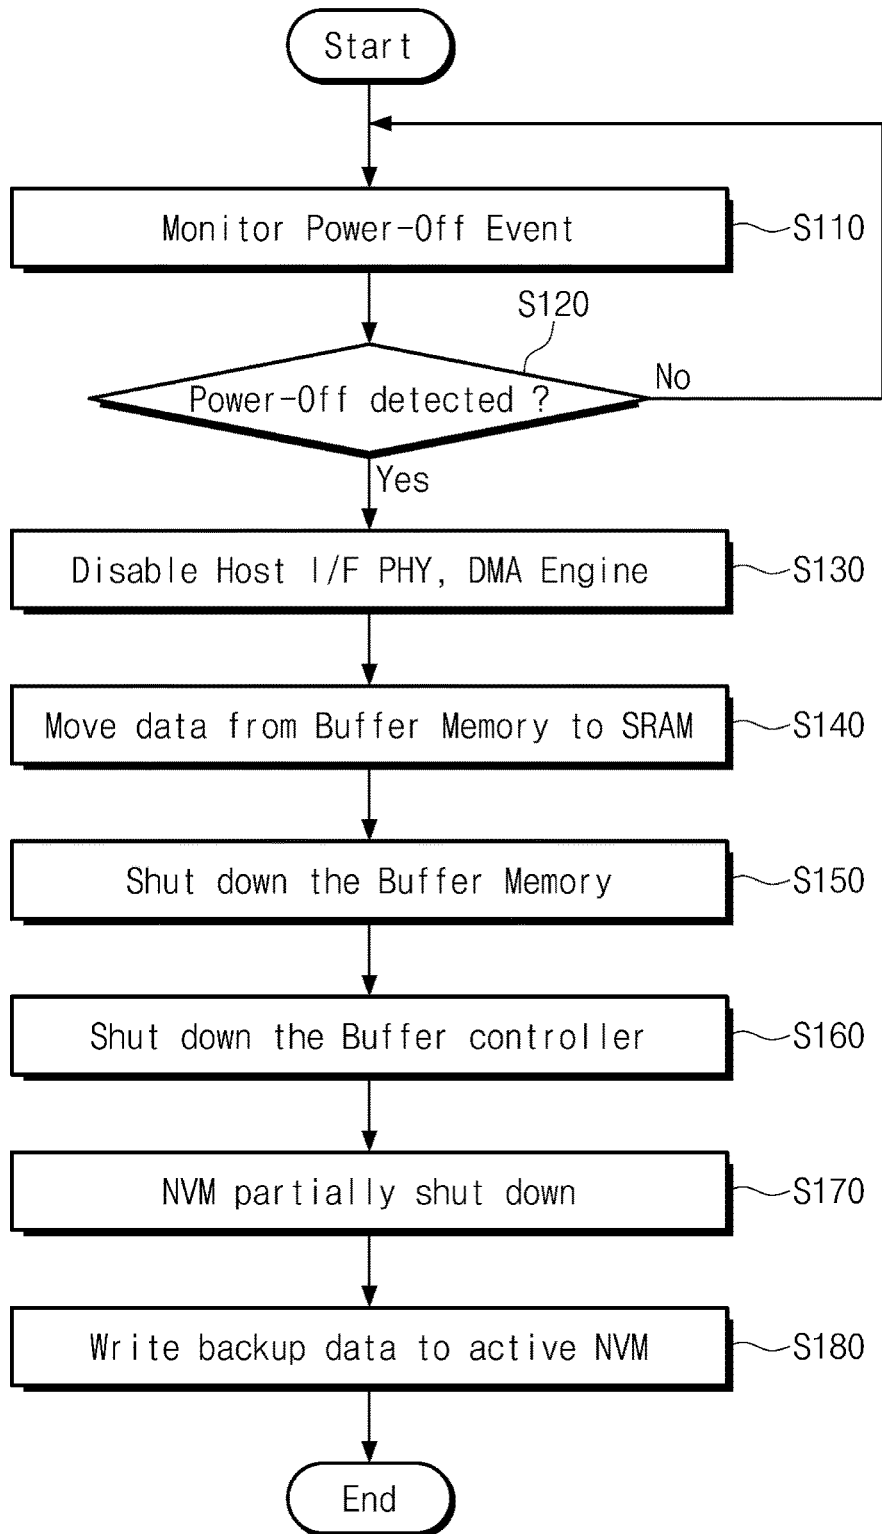 Start
Monitor Power-Off Event
S110
S120
Power-Off detected ?
No
Yes
Disable Host I/F PHY, DMA Engine
S130
Move data from Buffer Memory to SRAM
S140
Shut down the Buffer Memory
S150
Shut down the Buffer controller
S160
NVM partially shut down
S170
Write backup data to active NVM
S180
End